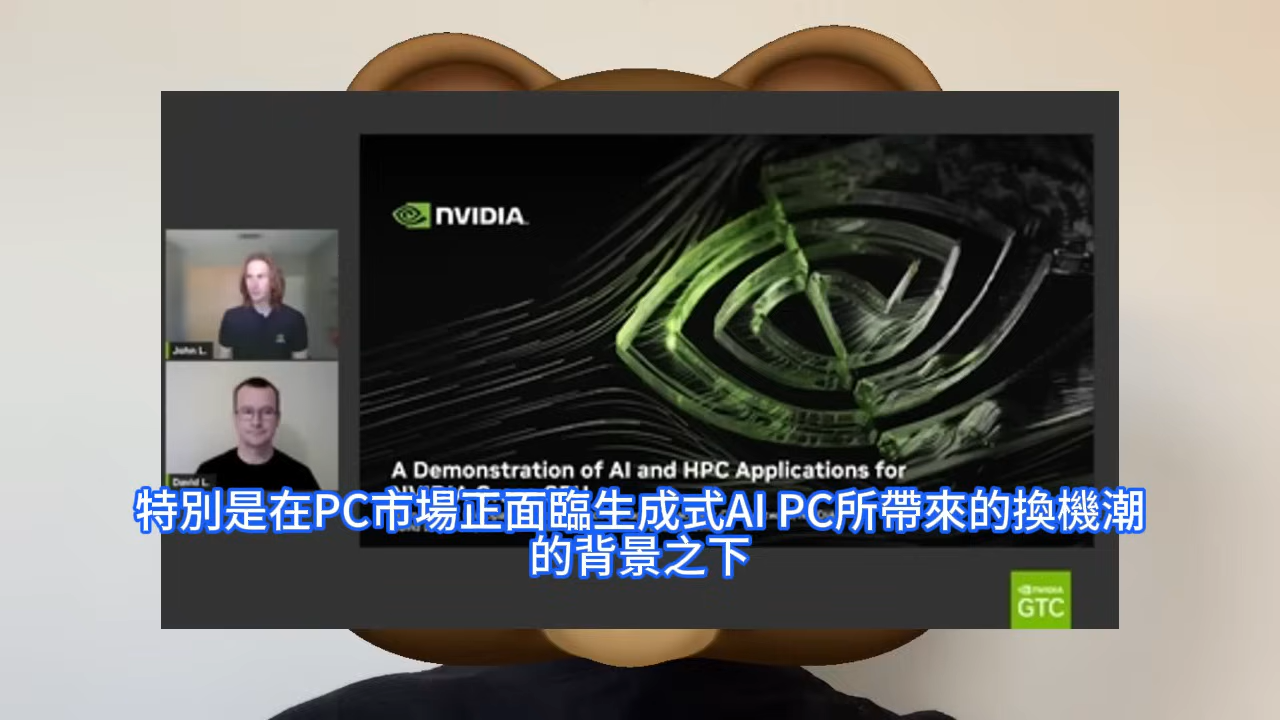 NVIDIA
John L.
A Demonstration of AI and HPC Applications for
David L.
特別是在PC市場正面臨生成式AI PC所帶來的換機潮
的背景之下
NVIDIA
GTC